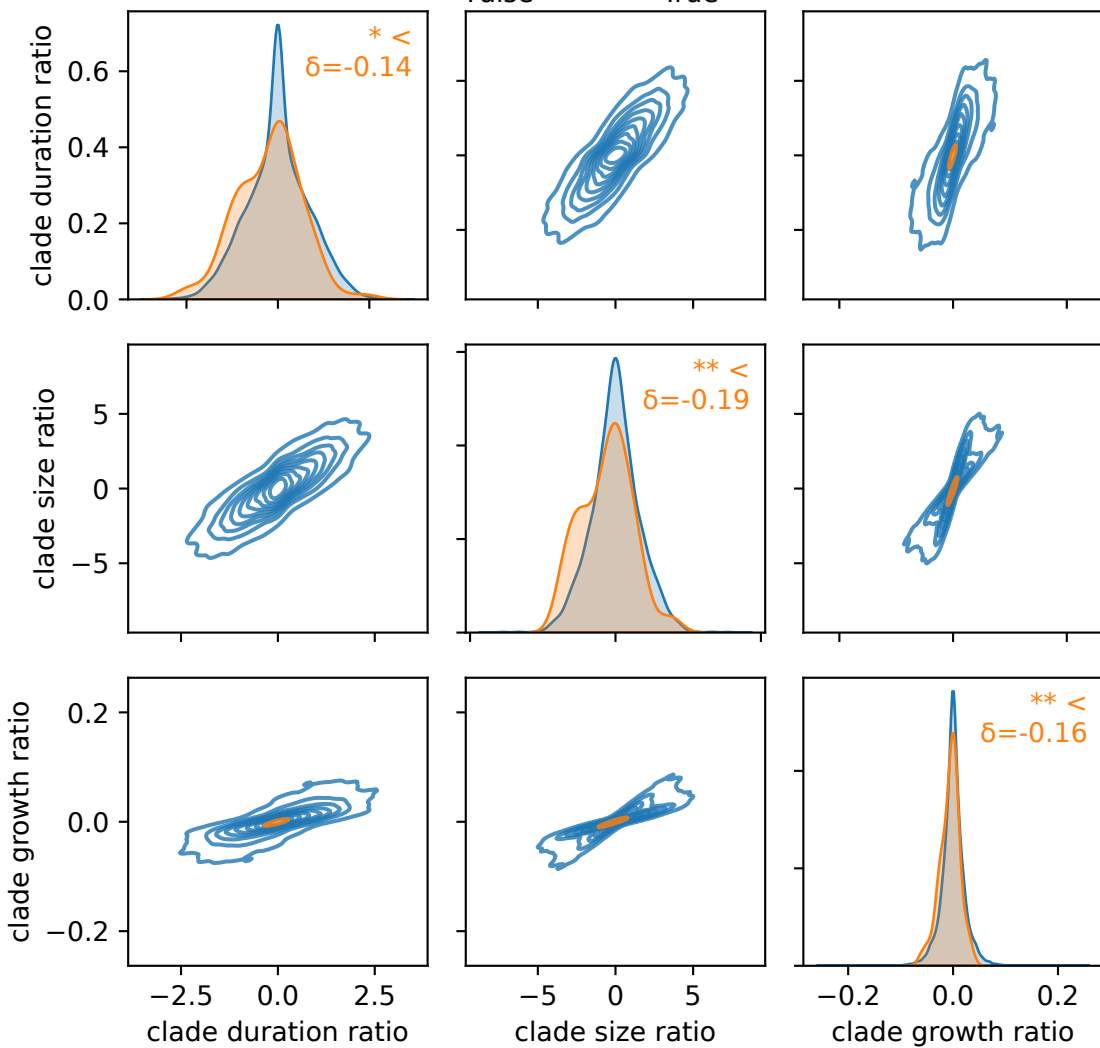 * <
δ=-0.14
clade duration ratio
0.6
0.4
0.2
0.0
** <
δ=-0.19
clade size ratio
5
0
−5
** <
δ=-0.16
clade growth ratio
0.2
0.0
−0.2
−2.5 0.0 2.5
−5 0 5
−0.2 0.0 0.2
clade duration ratio
clade size ratio
clade growth ratio